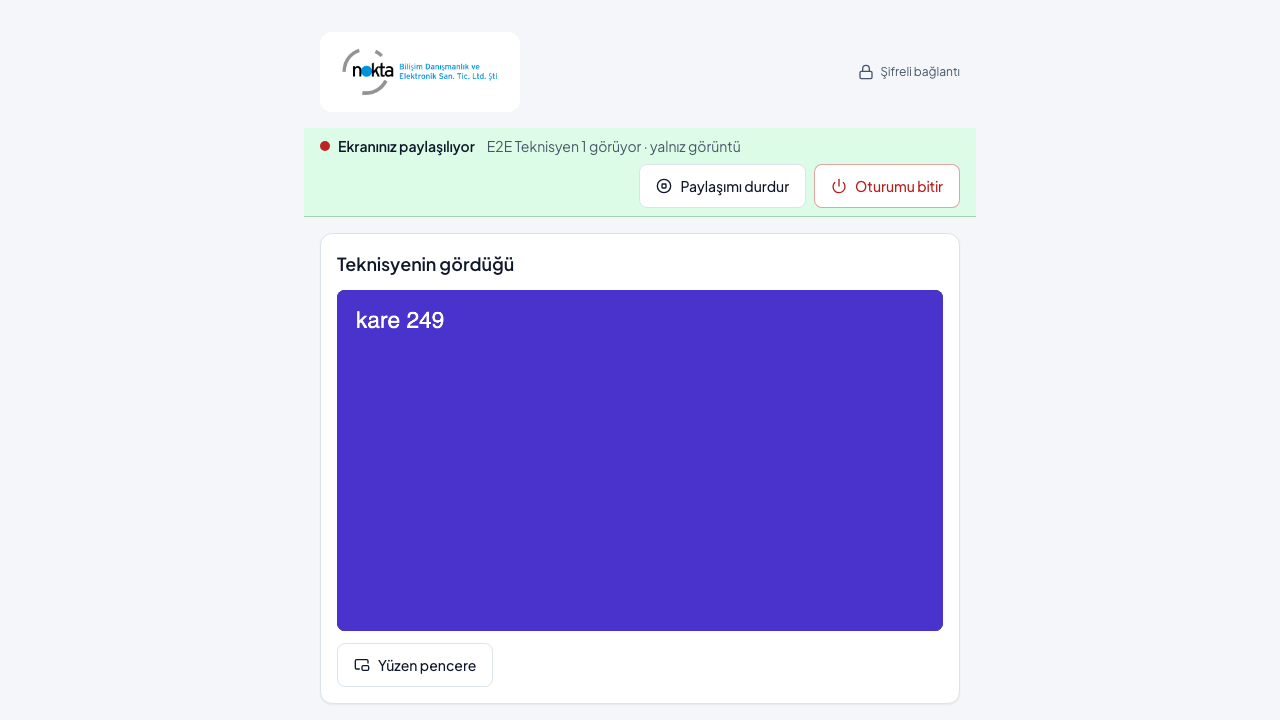 nokta
Bilişim Danışmanlık ve
Elektronik San. Tic. Ltd. Şti
Şifreli bağlantı
Ekranınız paylaşılıyor E2E Teknisyen 1 görüyor · yalnız görüntü
Paylaşımı durdur
Oturumu bitir
Teknisyenin gördüğü
kare 249
Yüzen pencere